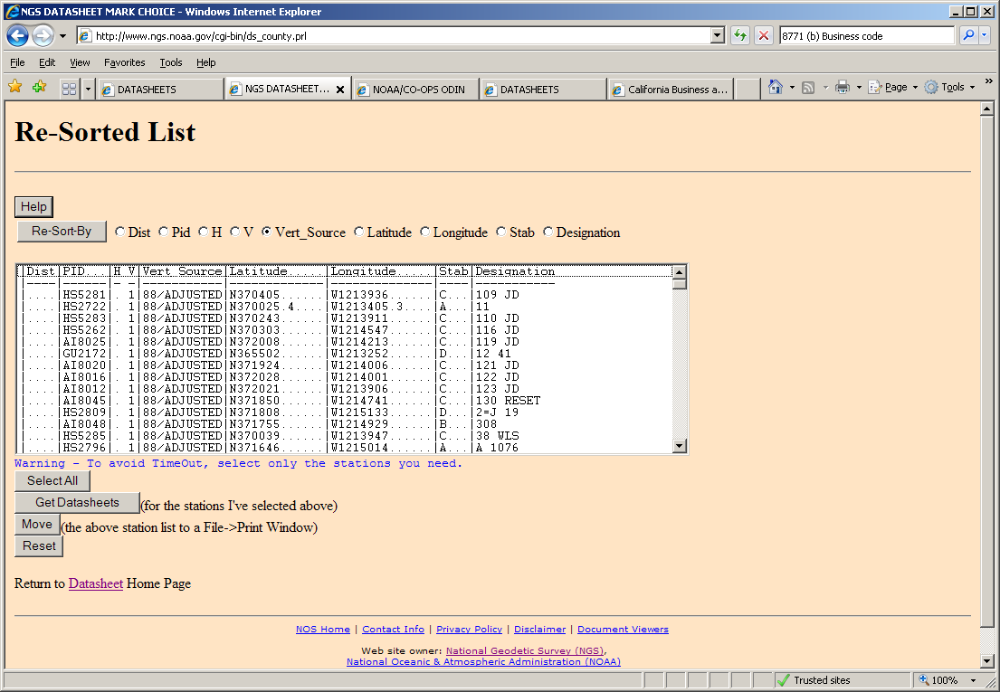 NGS DATASHEET MARK CHOICE - Windows Internet Explorer
http://www.ngs.noaa.gov/cgi-bin/ds_county.prl
8771 (b) Business code
File Edit View Favorites Tools Help
DATASHEETS NGS DATASHEET... NOAA/CO-OPS ODIN DATASHEETS California Business a... Page Tools
Re-Sorted List
Help
Re-Sort-By Dist Pid H V Vert_Source Latitude Longitude Stab Designation
|Dist|PID...|H V|Vert Source|Latitude.....|Longitude.....|Stab|Designation
|----|------|- -|-----------|-------------|--------------|----|-----------
|....|HS5281|. 1|88/ADJUSTED|N370405......|W1213936......|C...|109 JD
|....|HS2722|. 1|88/ADJUSTED|N370025.4....|W1213405.3....|A...|11
|....|HS5283|. 1|88/ADJUSTED|N370243......|W1213911......|C...|110 JD
|....|HS5262|. 1|88/ADJUSTED|N370303......|W1214547......|C...|116 JD
|....|AI8025|. 1|88/ADJUSTED|N372008......|W1214213......|C...|119 JD
|....|GU2172|. 1|88/ADJUSTED|N365502......|W1213252......|D...|12 41
|....|AI8020|. 1|88/ADJUSTED|N371924......|W1214006......|C...|121 JD
|....|AI8016|. 1|88/ADJUSTED|N372028......|W1214001......|C...|122 JD
|....|AI8012|. 1|88/ADJUSTED|N372021......|W1213906......|C...|123 JD
|....|AI8045|. 1|88/ADJUSTED|N371850......|W1214741......|C...|130 RESET
|....|HS2809|. 1|88/ADJUSTED|N371808......|W1215133......|D...|2=J 19
|....|AI8048|. 1|88/ADJUSTED|N371755......|W1214929......|B...|308
|....|HS5285|. 1|88/ADJUSTED|N370039......|W1213947......|C...|38 WLS
|....|HS2796|. 1|88/ADJUSTED|N371646......|W1215014......|A...|A 1076
Warning - To avoid TimeOut, select only the stations you need.
Select All
Get Datasheets (for the stations I've selected above)
Move (the above station list to a File->Print Window)
Reset
Return to Datasheet Home Page
NOS Home | Contact Info | Privacy Policy | Disclaimer | Document Viewers
Web site owner: National Geodetic Survey (NGS),
National Oceanic & Atmospheric Administration (NOAA)
Trusted sites 100%